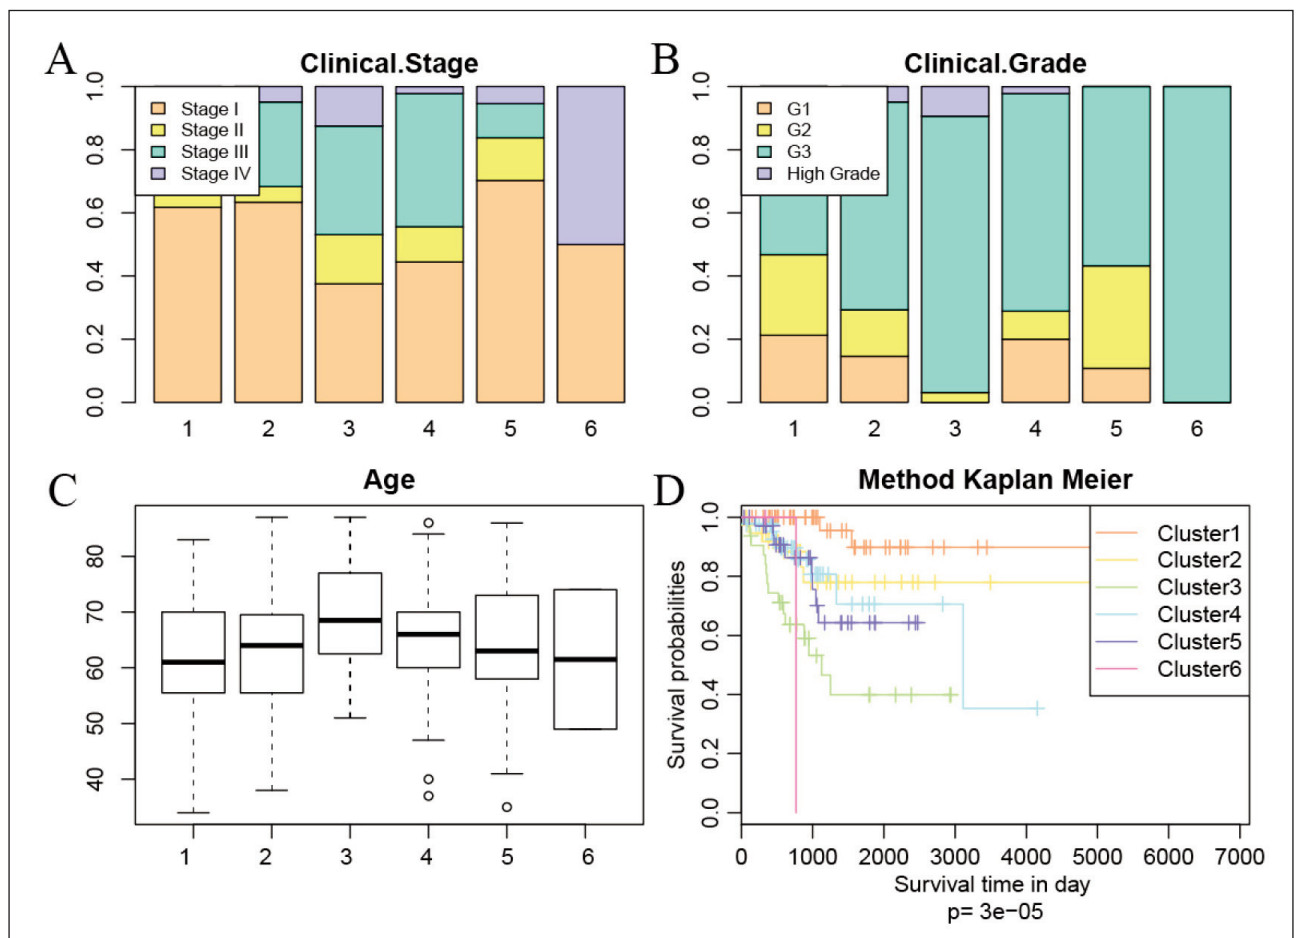 A
Clinical.Stage
0.0 0.2 0.4 0.6 0.8 1.0
Stage I
Stage II
Stage III
Stage IV
1 2 3 4 5 6
B
Clinical.Grade
0.0 0.2 0.4 0.6 0.8 1.0
G1
G2
G3
High Grade
1 2 3 4 5 6
C
Age
40 50 60 70 80
1 2 3 4 5 6
D
Method Kaplan Meier
Survival probabilities
0.0 0.2 0.4 0.6 0.8 1.0
Cluster1
Cluster2
Cluster3
Cluster4
Cluster5
Cluster6
0 1000 2000 3000 4000 5000 6000 7000
Survival time in day
p= 3e−05